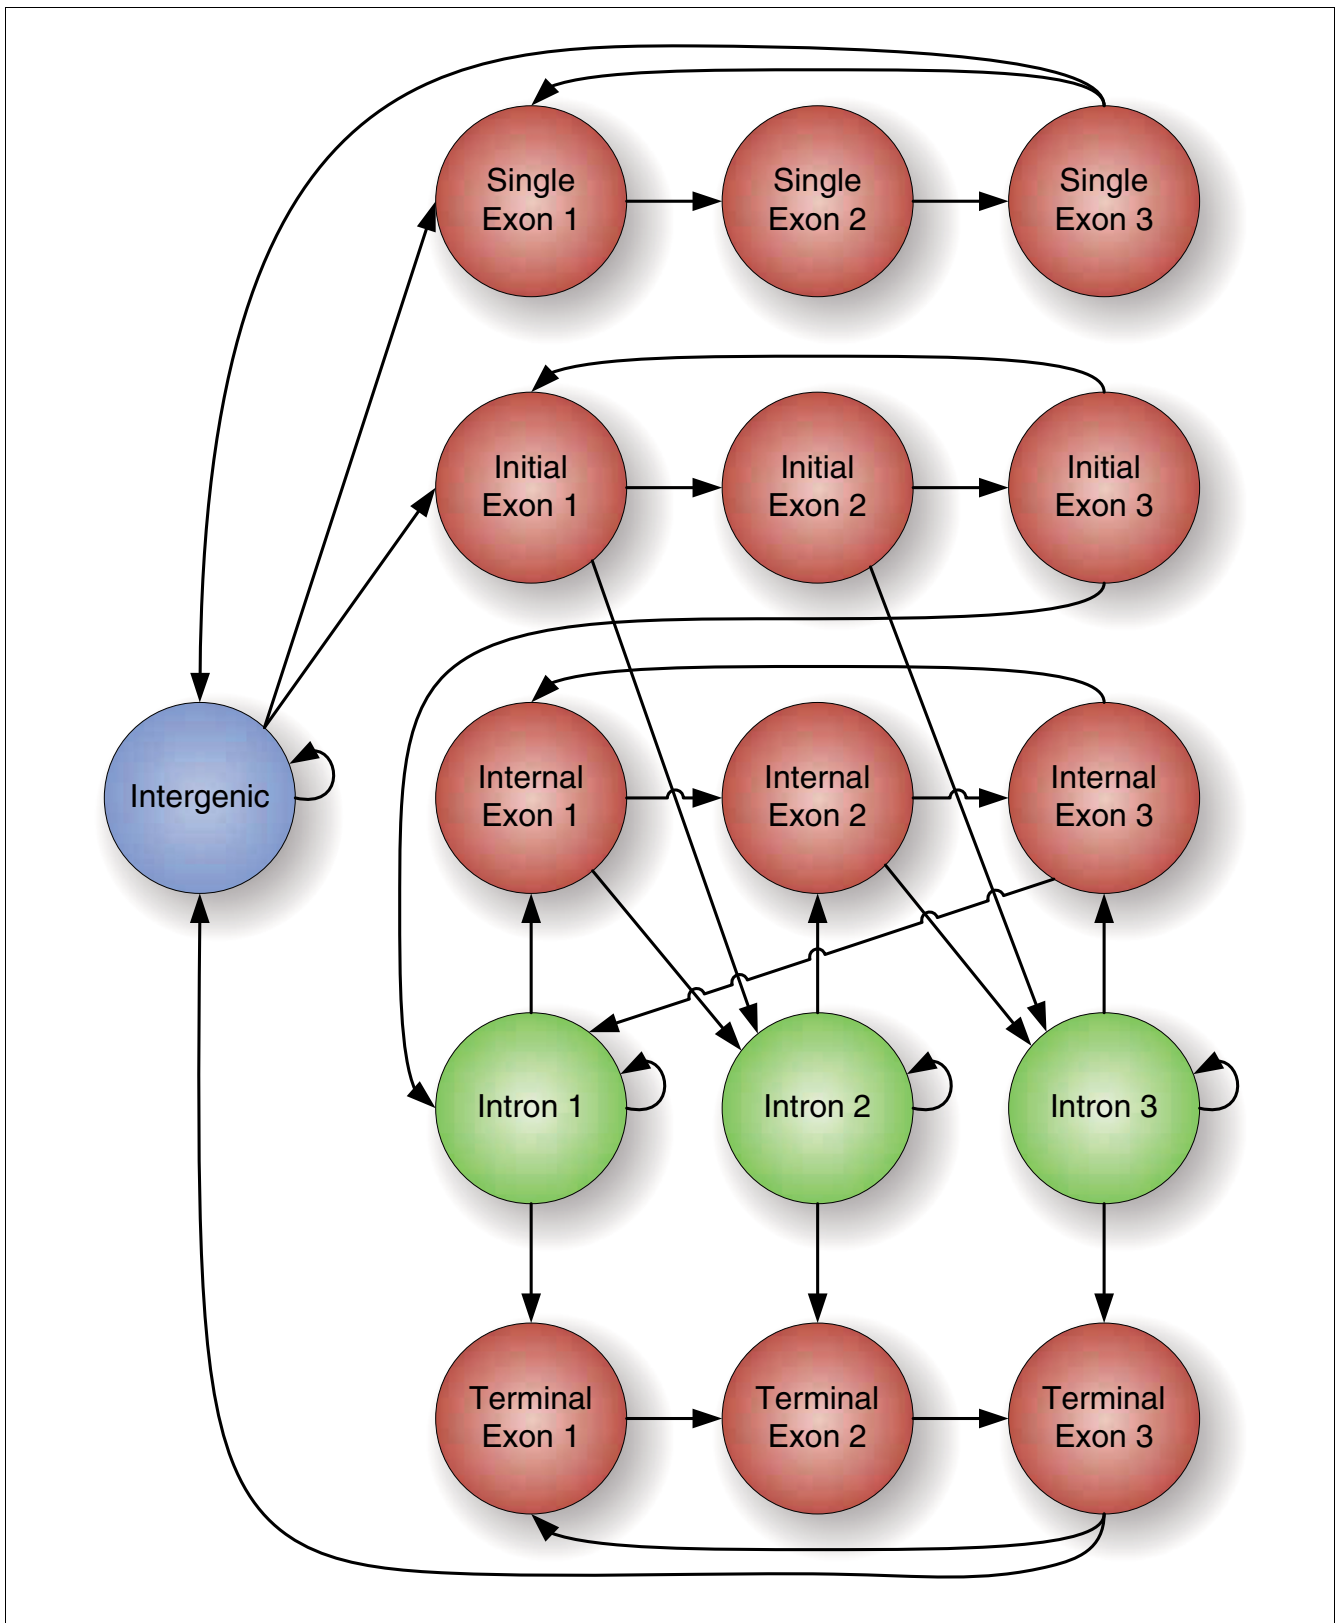 Single
Exon 1
Single
Exon 2
Single
Exon 3
Initial
Exon 1
Initial
Exon 2
Initial
Exon 3
Intergenic
Internal
Exon 1
Internal
Exon 2
Internal
Exon 3
Intron 1
Intron 2
Intron 3
Terminal
Exon 1
Terminal
Exon 2
Terminal
Exon 3